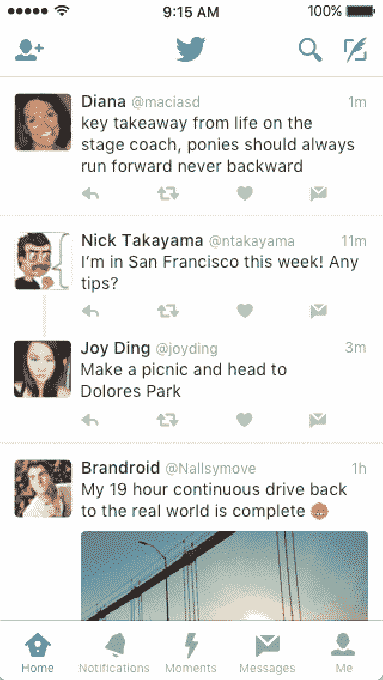 9:15 AM 100%
Diana @maciasd 1m
key takeaway from life on the
stage coach, ponies should always
run forward never backward
Nick Takayama @ntakayama 11m
I'm in San Francisco this week! Any
tips?
Joy Ding @joyding 3m
Make a picnic and head to
Dolores Park
Brandroid @Nallsymove 1h
My 19 hour continuous drive back
to the real world is complete
Home Notifications Moments Messages Me